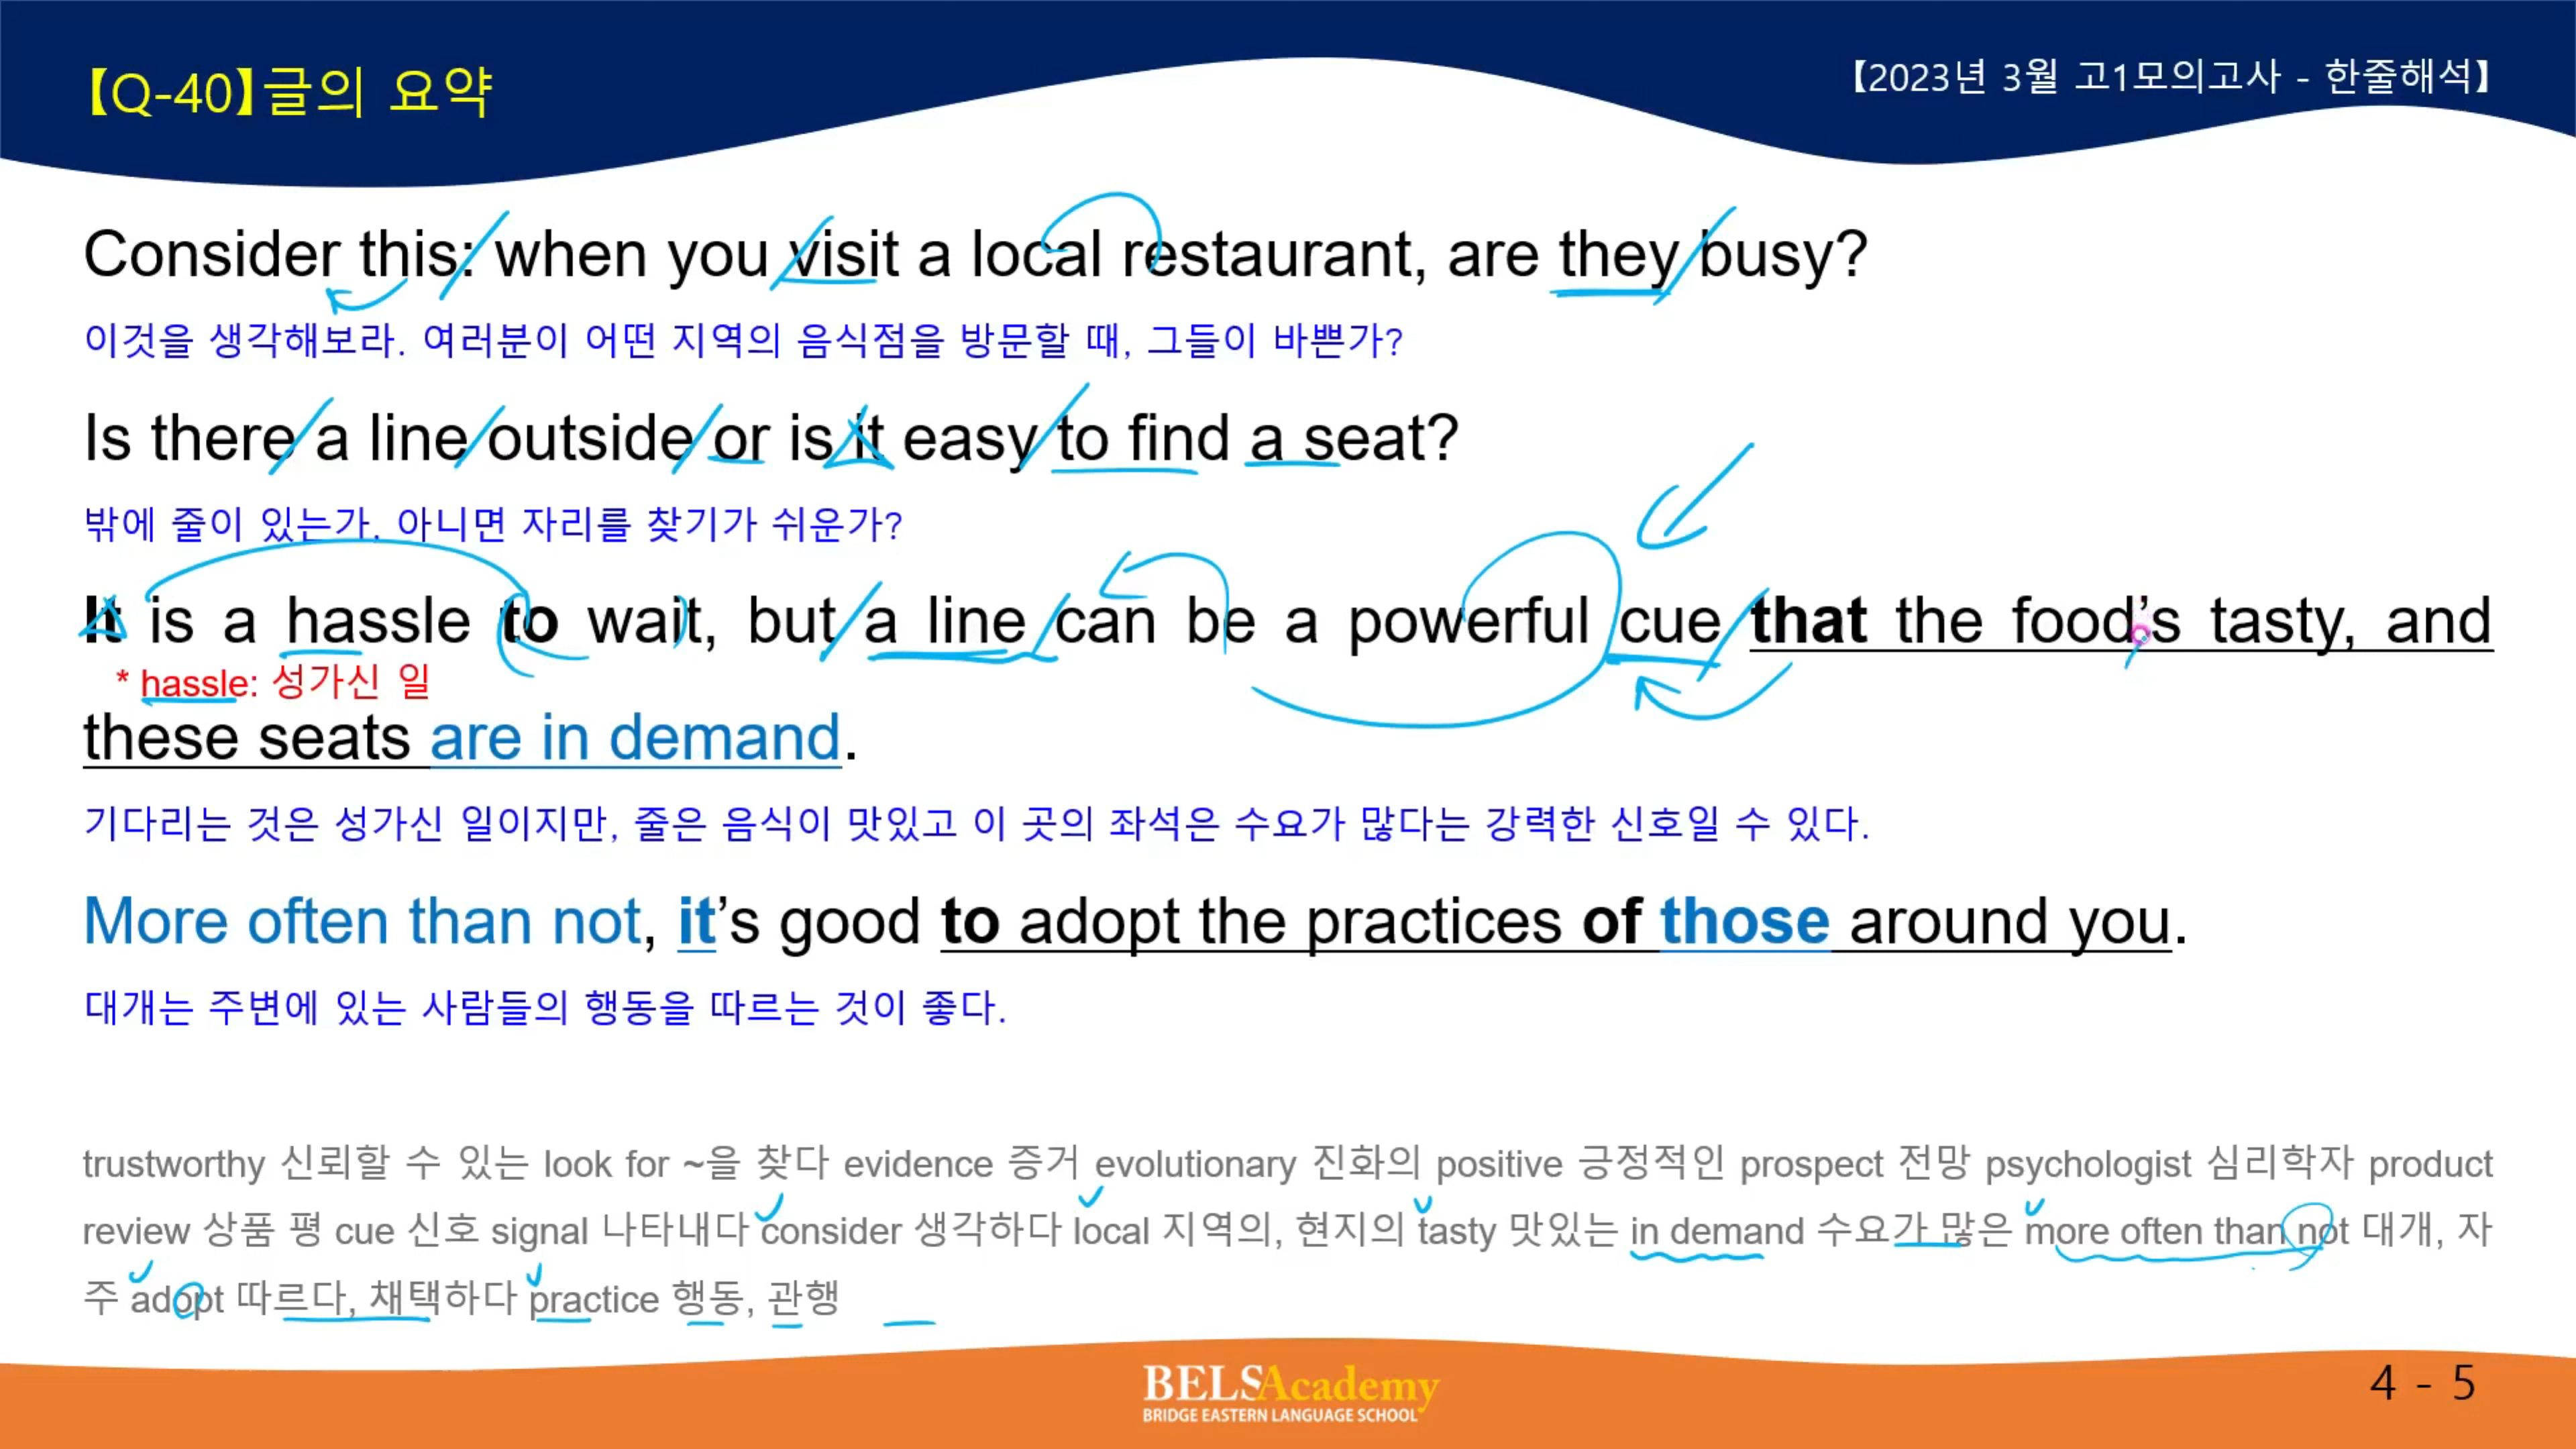 【Q-40】글의 요약
【2023년 3월 고1모의고사 - 한줄해석】
Consider this: when you visit a local restaurant, are they busy?
이것을 생각해보라. 여러분이 어떤 지역의 음식점을 방문할 때, 그들이 바쁜가?
Is there a line outside or is it easy to find a seat?
밖에 줄이 있는가, 아니면 자리를 찾기가 쉬운가?
It is a hassle to wait, but a line can be a powerful cue that the food’s tasty, and
* hassle: 성가신 일
these seats are in demand.
기다리는 것은 성가신 일이지만, 줄은 음식이 맛있고 이 곳의 좌석은 수요가 많다는 강력한 신호일 수 있다.
More often than not, it’s good to adopt the practices of those around you.
대개는 주변에 있는 사람들의 행동을 따르는 것이 좋다.
trustworthy 신뢰할 수 있는 look for ~을 찾다 evidence 증거 evolutionary 진화의 positive 긍정적인 prospect 전망 psychologist 심리학자 product
review 상품 평 cue 신호 signal 나타내다 consider 생각하다 local 지역의, 현지의 tasty 맛있는 in demand 수요가 많은 more often than not 대개, 자
주 adopt 따르다, 채택하다 practice 행동, 관행
BELSAcademy
BRIDGE EASTERN LANGUAGE SCHOOL
4 - 5